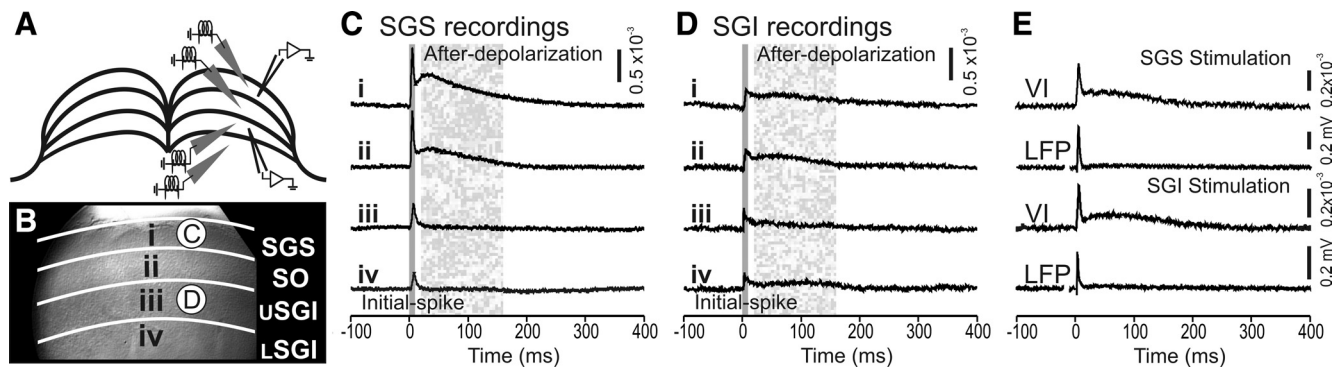 A
B
i
C
SGS
ii
SO
iii
D
USGI
iv
LSGI
C SGS recordings
After-depolarization
0.5 x10⁻³
i
ii
iii
iv
Initial-spike
-100 0 100 200 300 400
Time (ms)
D SGI recordings
After-depolarization
0.5 x10⁻³
i
ii
iii
iv
Initial-spike
-100 0 100 200 300 400
Time (ms)
E
SGS Stimulation
VI
0.2x10⁻³
LFP
0.2 mV
SGI Stimulation
VI
0.2x10⁻³
LFP
0.2 mV
-100 0 100 200 300 400
Time (ms)